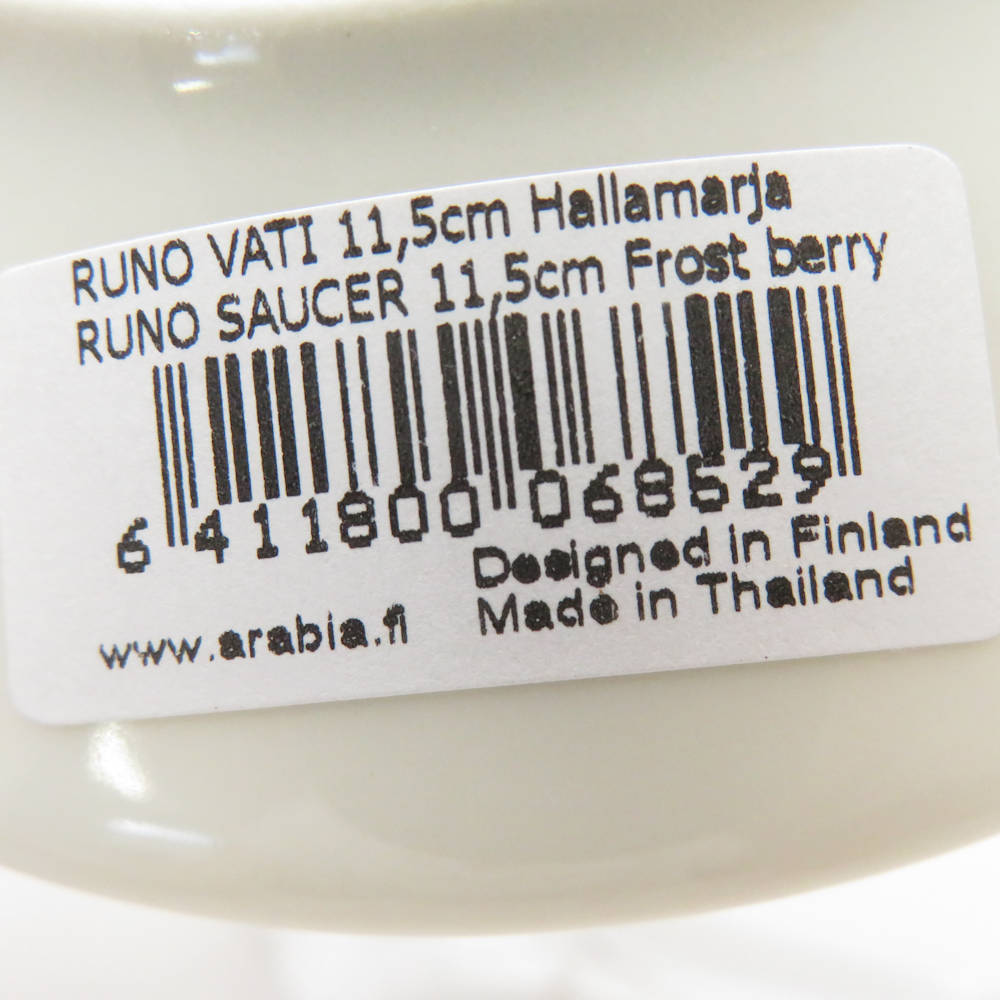 RUNO VATI 11,5cm Hallamarja
RUNO SAUCER 11,5cm Frost berry
6 411800 068529
Designed in Finland
www.arabia.fi Made in Thailand